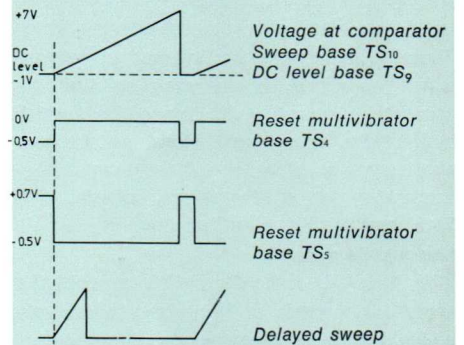 +7V
Voltage at comparator
DC
level
Sweep base TS10
-1V
DC level base TS9
0V
Reset multivibrator
-0,5V
base TS4
+0.7V
-0.5V
Reset multivibrator
base TS5
Delayed sweep